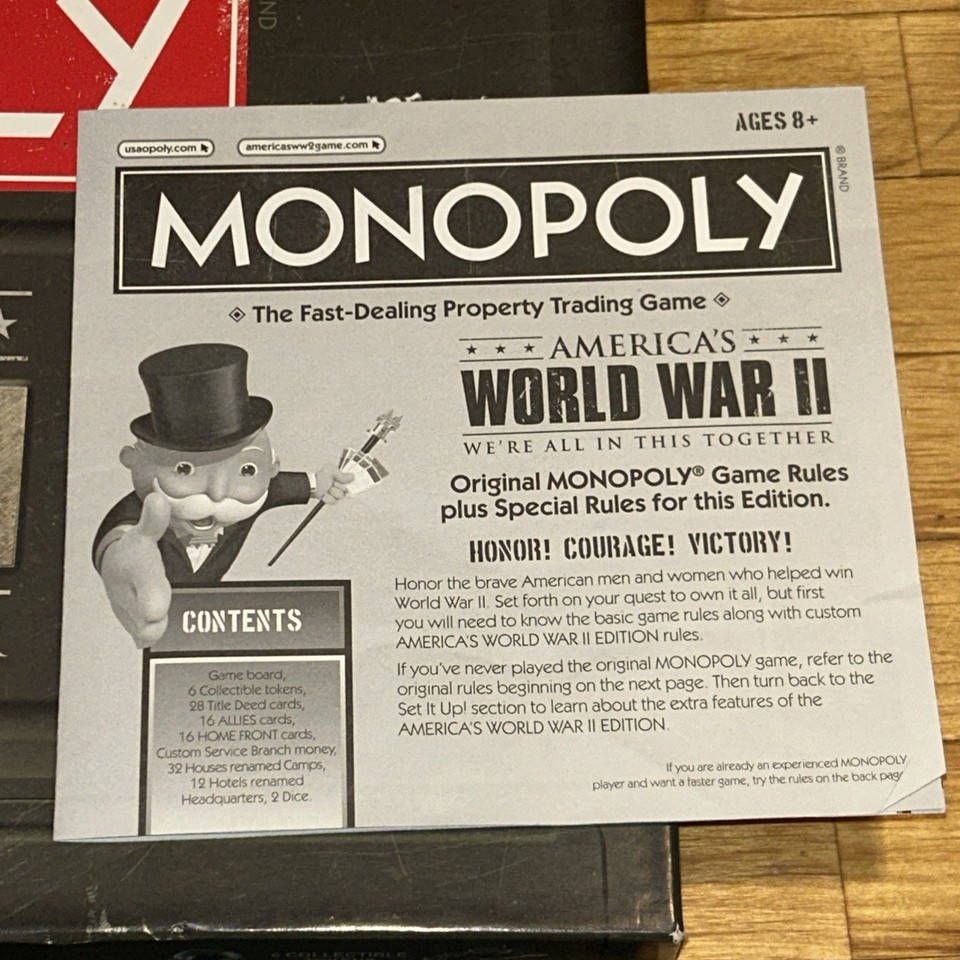 LY
ND
AGES 8+
usaopoly.com
americasww2game.com
® BRAND
MONOPOLY
The Fast-Dealing Property Trading Game
AMERICA'S
WORLD WAR II
WE'RE ALL IN THIS TOGETHER
Original MONOPOLY® Game Rules
plus Special Rules for this Edition.
HONOR! COURAGE! VICTORY!
Honor the brave American men and women who helped win
World War II. Set forth on your quest to own it all, but first
you will need to know the basic game rules along with custom
AMERICA'S WORLD WAR II EDITION rules.
If you've never played the original MONOPOLY game, refer to the
original rules beginning on the next page. Then turn back to the
Set It Up! section to learn about the extra features of the
AMERICA'S WORLD WAR II EDITION.
If you are already an experienced MONOPOLY
player and want a faster game, try the rules on the back page
CONTENTS
Game board,
6 Collectible tokens,
28 Title Deed cards,
16 ALLIES cards,
16 HOME FRONT cards,
Custom Service Branch money,
32 Houses renamed Camps,
12 Hotels renamed
Headquarters, 2 Dice.
6 COLLECTIBLE